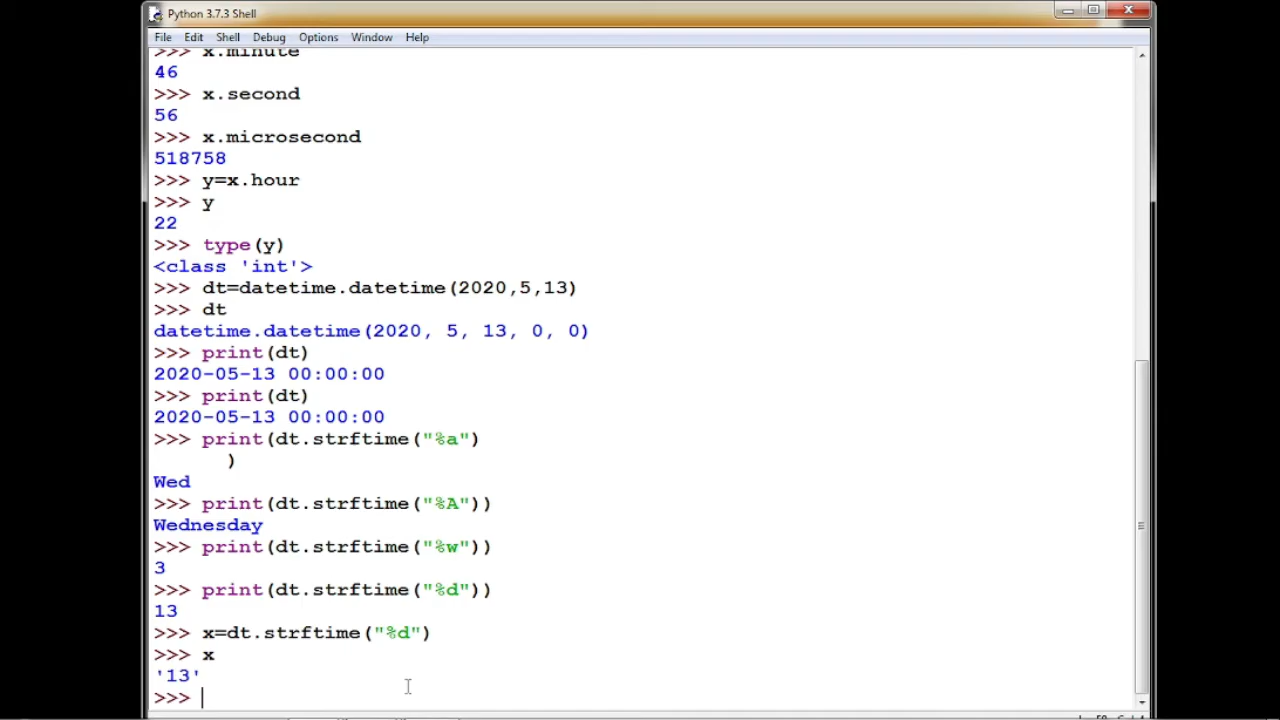 Python 3.7.3 Shell
File Edit Shell Debug Options Window Help
>>> x.minute
46
>>> x.second
56
>>> x.microsecond
518758
>>> y=x.hour
>>> y
22
>>> type(y)
<class 'int'>
>>> dt=datetime.datetime(2020,5,13)
>>> dt
datetime.datetime(2020, 5, 13, 0, 0)
>>> print(dt)
2020-05-13 00:00:00
>>> print(dt)
2020-05-13 00:00:00
>>> print(dt.strftime("%a")
)
Wed
>>> print(dt.strftime("%A"))
Wednesday
>>> print(dt.strftime("%w"))
3
>>> print(dt.strftime("%d"))
13
>>> x=dt.strftime("%d")
>>> x
'13'
>>>